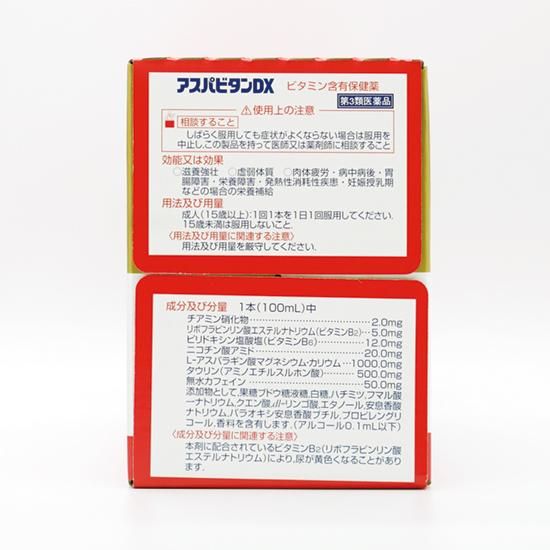 アスパビタンDX ビタミン含有保健薬
第3類医薬品
⚠使用上の注意
相談すること
しばらく服用しても症状がよくならない場合は服用を
中止し、この製品を持って医師又は薬剤師に相談すること
効能又は効果
○滋養強壮 ○虚弱体質 ○肉体疲労・病中病後・胃
腸障害・栄養障害・発熱性消耗性疾患・妊娠授乳期
などの場合の栄養補給
用法及び用量
成人(15歳以上):1回1本を1日1回服用してください.
15歳未満は服用しないこと.
〈用法及び用量に関連する注意〉
用法及び用量を厳守してください.
成分及び分量 1本(100mL)中
チアミン硝化物 2.0mg
リボフラビンリン酸エステルナトリウム(ビタミンB2) 5.0mg
ピリドキシン塩酸塩(ビタミンB6) 12.0mg
ニコチン酸アミド 20.0mg
L-アスパラギン酸マグネシウム・カリウム 1000.0mg
タウリン(アミノエチルスルホン酸) 500.0mg
無水カフェイン 50.0mg
添加物として、果糖ブドウ糖液糖,白糖,ハチミツ,フマル酸
一ナトリウム,クエン酸,dl-リンゴ酸,エタノール,安息香酸
ナトリウム,パラオキシ安息香酸ブチル,プロピレングリ
コール,香料を含有します.(アルコール0.1mL以下)
〈成分及び分量に関連する注意〉
本剤に配合されているビタミンB2(リボフラビンリン酸
エステルナトリウム)により,尿が黄色くなることがあり
ます.